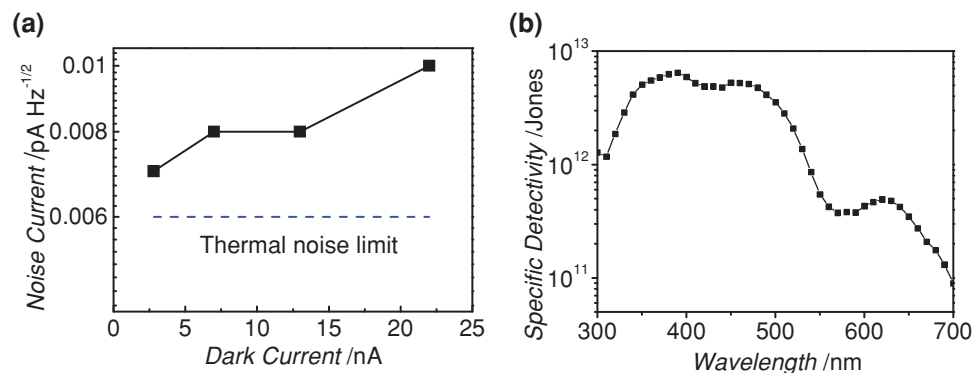 (a)
Noise Current /pA Hz-1/2
0.01
0.008
0.006
Thermal noise limit
0 5 10 15 20 25
Dark Current /nA
(b)
Specific Detectivity /Jones
10^13
10^12
10^11
300 400 500 600 700
Wavelength /nm